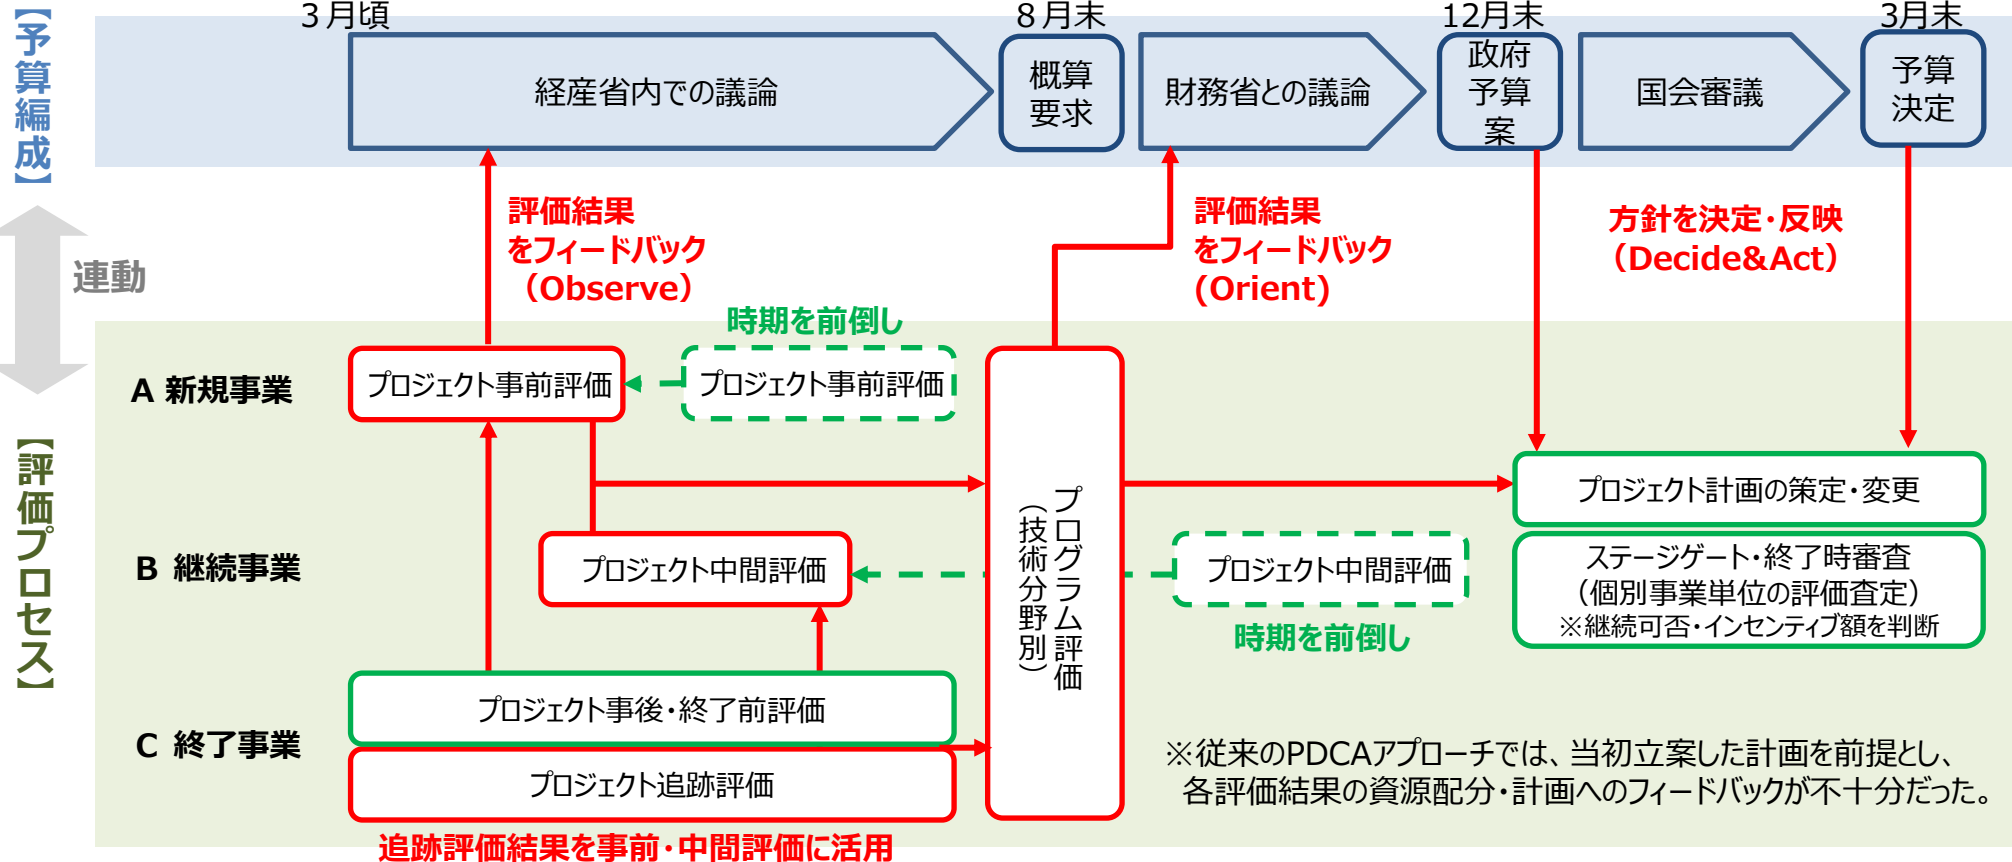 【予算編成】
３月頃
８月末
12月末
3月末
経産省内での議論
概算
要求
財務省との議論
政府
予算
案
国会審議
予算
決定
連動
評価結果
をフィードバック
（Observe）
評価結果
をフィードバック
(Orient)
方針を決定・反映
（Decide&Act）
【評価プロセス】
時期を前倒し
A 新規事業
プロジェクト事前評価
プロジェクト事前評価
プログラム評価
（技術分野別）
プロジェクト計画の策定・変更
B 継続事業
プロジェクト中間評価
プロジェクト中間評価
時期を前倒し
ステージゲート・終了時審査
（個別事業単位の評価査定）
※継続可否・インセンティブ額を判断
C 終了事業
プロジェクト事後・終了前評価
プロジェクト追跡評価
追跡評価結果を事前・中間評価に活用
※従来のPDCAアプローチでは、当初立案した計画を前提とし、
各評価結果の資源配分・計画へのフィードバックが不十分だった。